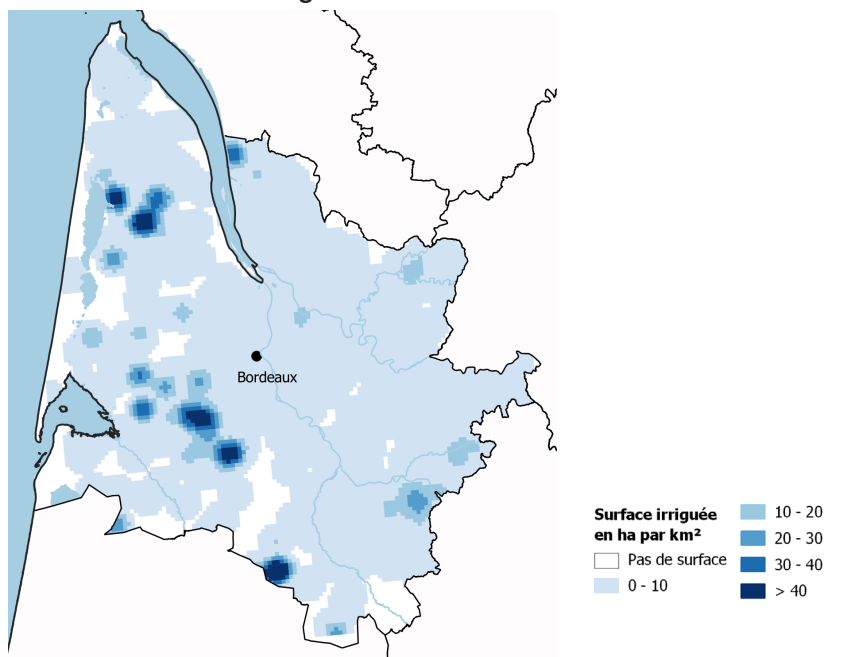 Bordeaux
Surface irriguée
en ha par km²
Pas de surface
0 - 10
10 - 20
20 - 30
30 - 40
> 40